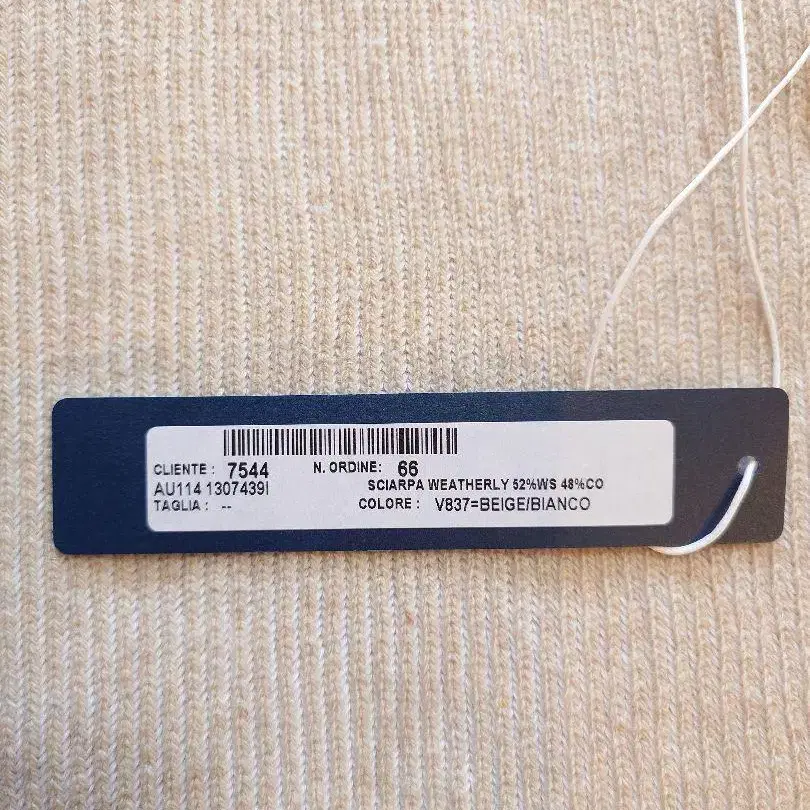 CLIENTE : 7544 N. ORDINE: 66
AU114 1307439I SCIARPA WEATHERLY 52%WS 48%CO
TAGLIA : -- COLORE : V837=BEIGE/BIANCO